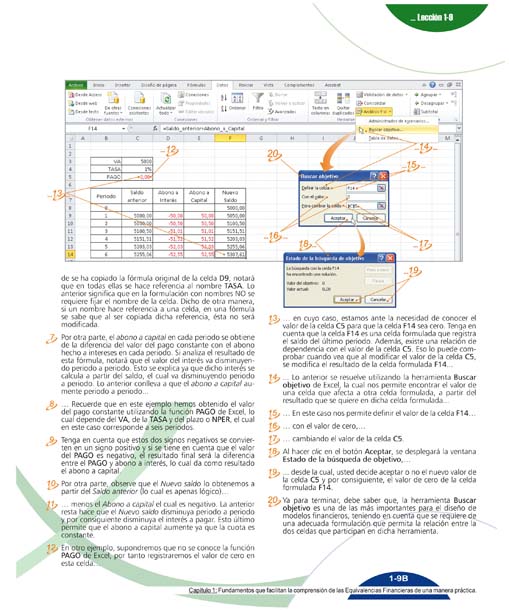 ... Lección 1-9
Archivo Inicio Insertar Diseño de página Fórmulas Datos Revisar Vista Complementos Acrobat
Desde Access
Desde web
Desde texto
De otras fuentes
Conexiones existentes
Actualizar todo
Conexiones
Propiedades
Ordenar
Filtro
Borrar
Volver a aplicar
Avanzadas
Texto en columnas
Quitar duplicados
Validación de datos
Consolidar
Análisis Y si
Agrupar
Desagrupar
Subtotal
Obtener datos externos
Conexiones
Ordenar y filtrar
Administrador de escenarios...
Buscar objetivo...
Tabla de datos...
F14 fx =Saldo_anterior+Abono_a_Capital
A B C D E F G H I J K
VA 5000
TASA 1%
PAGO -0,00
Periodo Saldo anterior Abono a Interés Abono a Capital Nuevo Saldo
0 5000,00
1 5000,00 -50,00 50,00 5050,00
2 5050,00 -50,50 50,50 5100,50
3 5100,50 -51,01 51,01 5151,51
4 5151,51 -51,52 51,52 5203,03
5 5203,03 -52,03 52,03 5255,06
6 5255,06 -52,55 52,55 5307,61
-12
-13
20
-14
-15
-16
-17
18
19
Buscar objetivo
Definir la celda: F14
Con el valor: 0
Para cambiar la celda: $C$5
Aceptar Cancelar
Estado de la búsqueda de objetivo
La búsqueda con la celda F14
ha encontrado una solución.
Valor del objetivo: 0
Valor actual: 0,00
Paso a paso
Pausa
Aceptar Cancelar
de se ha copiado la fórmula original de la celda D9, notará
que en todas ellas se hace referencia al nombre TASA. Lo
anterior significa que en la formulación con nombres NO se
requiere fijar el nombre de la celda. Dicho de otra manera,
si un nombre hace referencia a una celda, en una fórmula
se sabe que al ser copiada dicha referencia, ésta no será
modificada.
7. Por otra parte, el abono a capital en cada periodo se obtiene
de la diferencia del valor del pago constante con el abono
hecho a intereses en cada periodo. Si analiza el resultado de
esta fórmula, notará que el valor del interés va disminuyen-
do periodo a periodo. Esto se explica ya que dicho interés se
calcula a partir del saldo, el cual va disminuyendo periodo
a periodo. Lo anterior conlleva a que el abono a capital au-
mente periodo a periodo...
8. ... Recuerde que en este ejemplo hemos obtenido el valor
del pago constante utilizando la función PAGO de Excel, lo
cual depende del VA, de la TASA y del plazo o NPER, el cual
en este caso corresponde a seis periodos.
9. Tenga en cuenta que estos dos signos negativos se convier-
ten en un signo positivo y si se tiene en cuenta que el valor
del PAGO es negativo, el resultado final será la diferencia
entre el PAGO y abono a interés, lo cual da como resultado
el abono a capital.
10. Por otra parte, observe que el Nuevo saldo lo obtenemos a
partir del Saldo anterior (lo cual es apenas lógico)...
11. ... menos el Abono a capital el cual es negativo. La anterior
resta hace que el Nuevo saldo disminuya periodo a periodo
y por consiguiente disminuya el interés a pagar. Esto último
permite que el abono a capital aumente ya que la cuota es
constante.
12. En otro ejemplo, supondremos que no se conoce la función
PAGO de Excel, por tanto registraremos el valor de cero en
esta celda...
13. ... en cuyo caso, estamos ante la necesidad de conocer el
valor de la celda C5 para que la celda F14 sea cero. Tenga en
cuenta que la celda F14 es una celda formulada que registra
el saldo del último periodo. Además, existe una relación de
dependencia con el valor de la celda C5. Eso lo puede com-
probar cuando vea que al modificar el valor de la celda C5,
se modifica el resultado de la celda formulada F14...
14. ... Lo anterior se resuelve utilizando la herramienta Buscar
objetivo de Excel, la cual nos permite encontrar el valor de
una celda que afecta a otra celda formulada, a partir del
resultado que se quiere en dicha celda formulada...
15. ... En este caso nos permite definir el valor de la celda F14...
16. ... con el valor de cero,...
17. ... cambiando el valor de la celda C5.
18. Al hacer clic en el botón Aceptar, se desplegará la ventana
Estado de la búsqueda de objetivo,...
19. ... desde la cual, usted decide aceptar o no el nuevo valor de
la celda C5 y por consiguiente, el valor de cero de la celda
formulada F14.
20. Ya para terminar, debe saber que, la herramienta Buscar
objetivo es una de las más importantes para el diseño de
modelos financieros, teniendo en cuenta que se requiere de
una adecuada formulación que permita la relación entre la
dos celdas que participan en dicha herramienta.
1-9B
Capítulo 1: Fundamentos que facilitan la comprensión de las Equivalencias Financieras de una manera práctica.